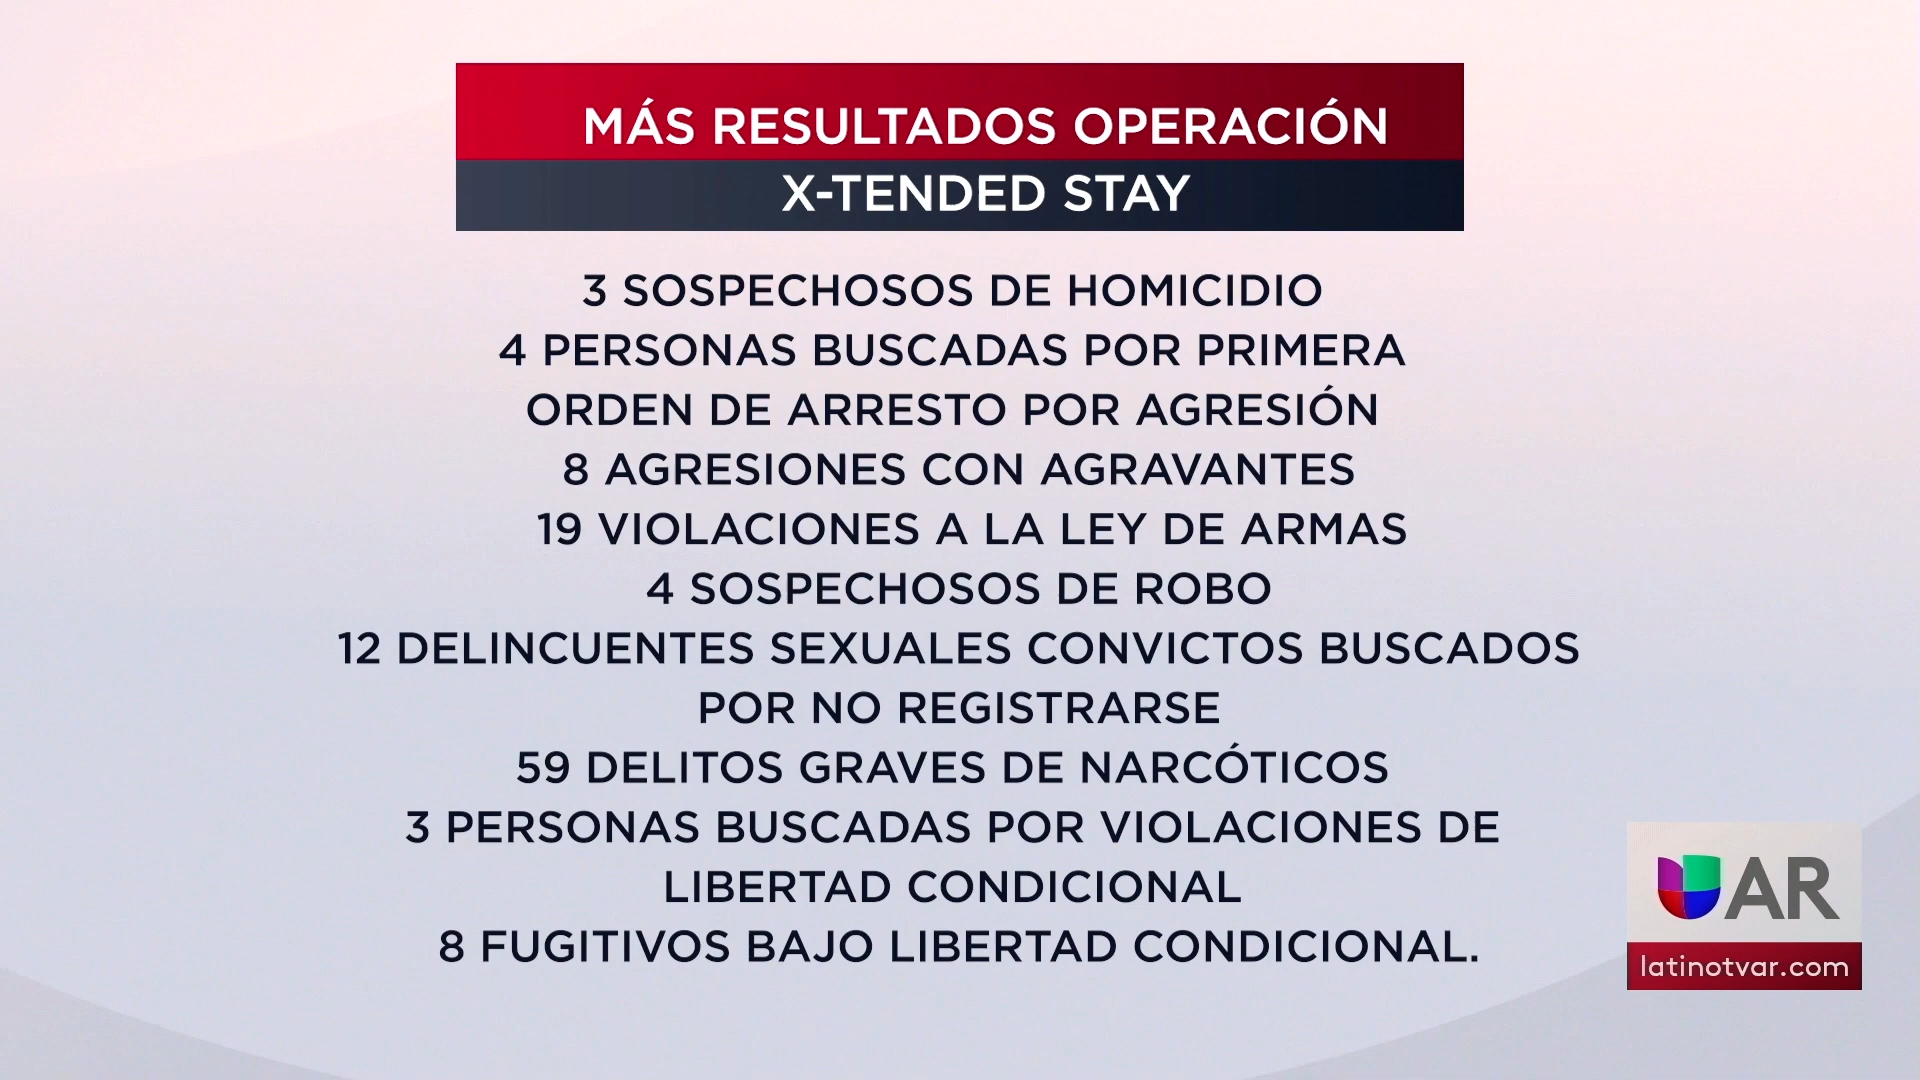 MÁS RESULTADOS OPERACIÓN
X-TENDED STAY
3 SOSPECHOSOS DE HOMICIDIO
4 PERSONAS BUSCADAS POR PRIMERA
ORDEN DE ARRESTO POR AGRESIÓN
8 AGRESIONES CON AGRAVANTES
19 VIOLACIONES A LA LEY DE ARMAS
4 SOSPECHOSOS DE ROBO
12 DELINCUENTES SEXUALES CONVICTOS BUSCADOS
POR NO REGISTRARSE
59 DELITOS GRAVES DE NARCÓTICOS
3 PERSONAS BUSCADAS POR VIOLACIONES DE
LIBERTAD CONDICIONAL
8 FUGITIVOS BAJO LIBERTAD CONDICIONAL.
AR
latinotvar.com